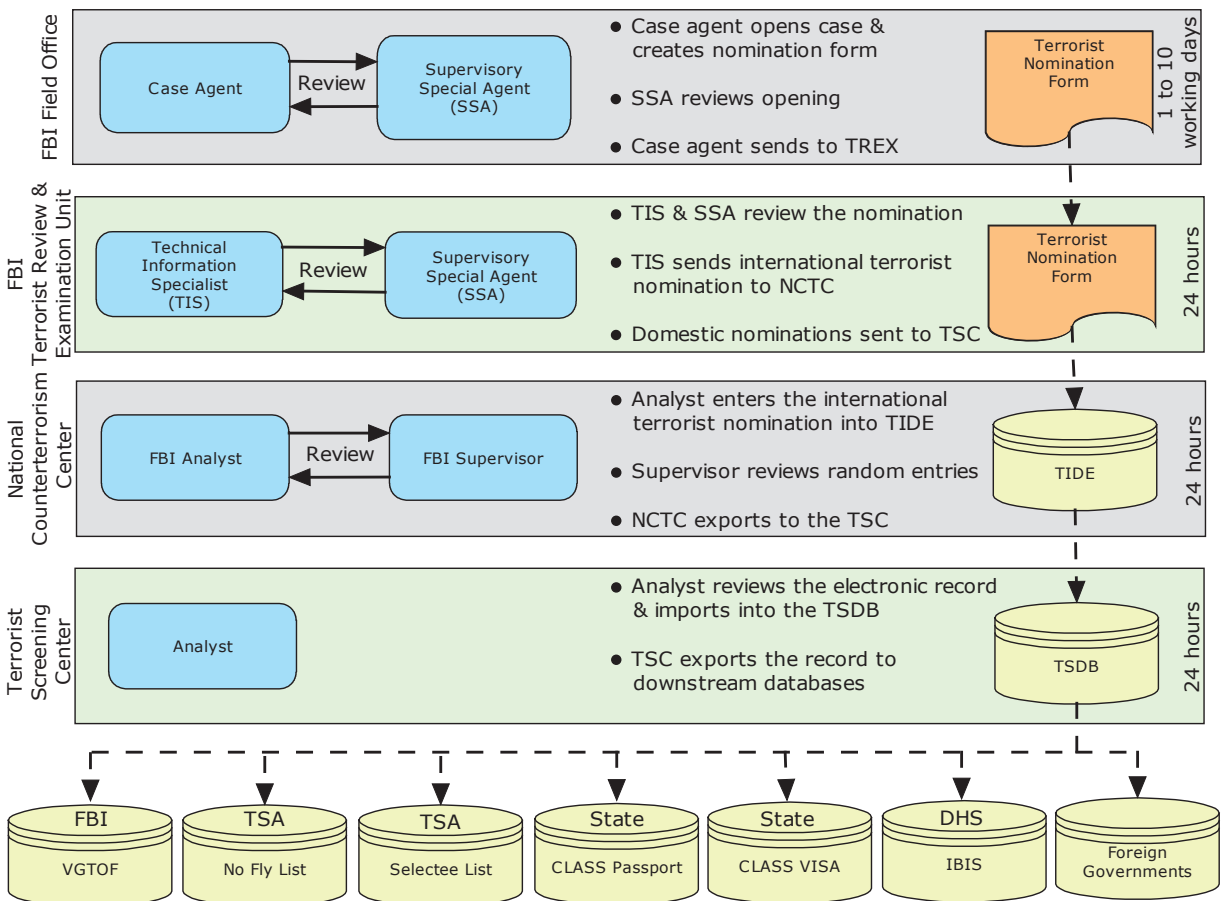 FBI Field Office
Case Agent
Review
Supervisory
Special Agent
(SSA)
● Case agent opens case &
creates nomination form
● SSA reviews opening
● Case agent sends to TREX
Terrorist
Nomination
Form
1 to 10
working days
FBI
Terrorist Review &
Examination Unit
Technical
Information
Specialist
(TIS)
Review
Supervisory
Special Agent
(SSA)
● TIS & SSA review the nomination
● TIS sends international terrorist
nomination to NCTC
● Domestic nominations sent to TSC
Terrorist
Nomination
Form
24 hours
National
Counterterrorism
Center
FBI Analyst
Review
FBI Supervisor
● Analyst enters the international
terrorist nomination into TIDE
● Supervisor reviews random entries
● NCTC exports to the TSC
TIDE
24 hours
Terrorist
Screening
Center
Analyst
● Analyst reviews the electronic record
& imports into the TSDB
● TSC exports the record to
downstream databases
TSDB
24 hours
FBI
VGTOF
TSA
No Fly List
TSA
Selectee List
State
CLASS Passport
State
CLASS VISA
DHS
IBIS
Foreign
Governments